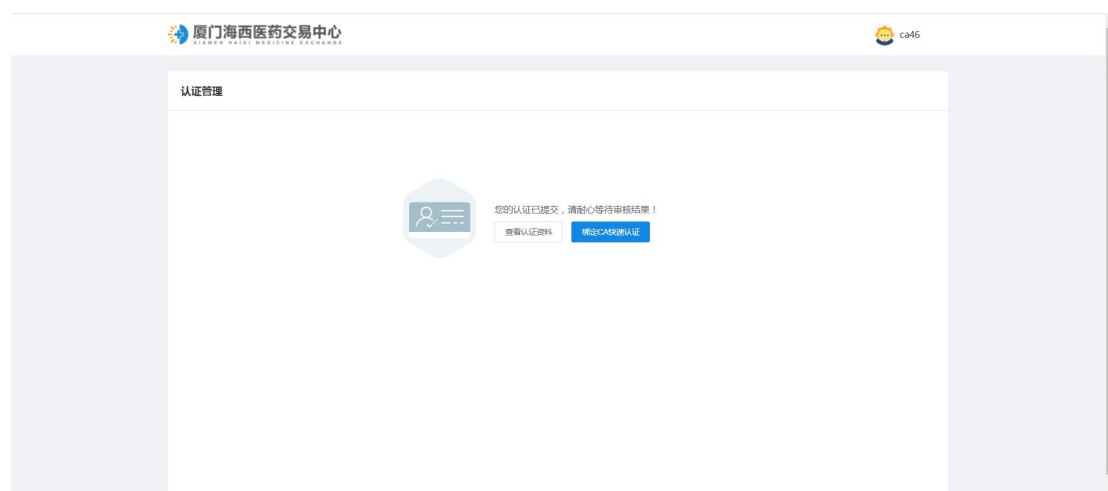 厦门海西医药交易中心
XIAMEN HAIXI MEDICINE EXCHANGE
ca46
认证管理
您的认证已提交，请耐心等待审核结果！
查看认证资料 绑定CA快速认证